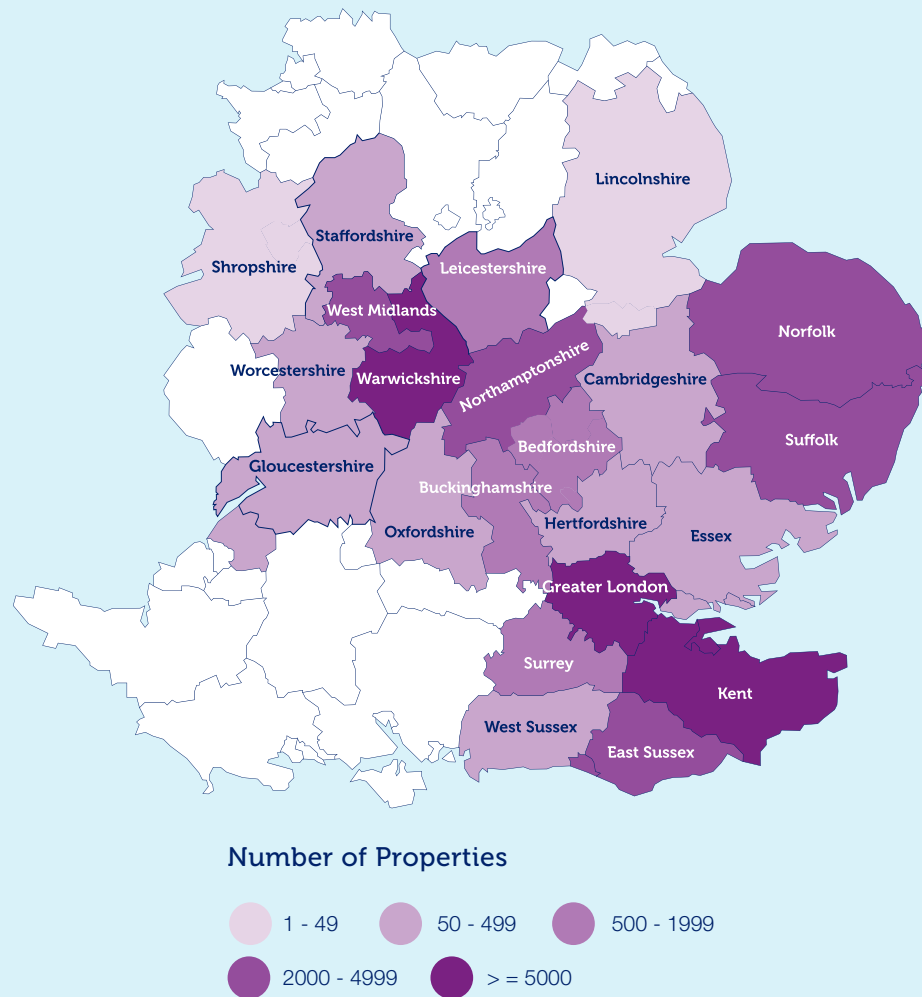 Lincolnshire
Staffordshire
Shropshire
Leicestershire
West Midlands
Norfolk
Worcestershire
Warwickshire
Northamptonshire
Cambridgeshire
Suffolk
Bedfordshire
Gloucestershire
Buckinghamshire
Oxfordshire
Hertfordshire
Essex
Greater London
Surrey
Kent
West Sussex
East Sussex
Number of Properties
1 - 49
50 - 499
500 - 1999
2000 - 4999
> = 5000